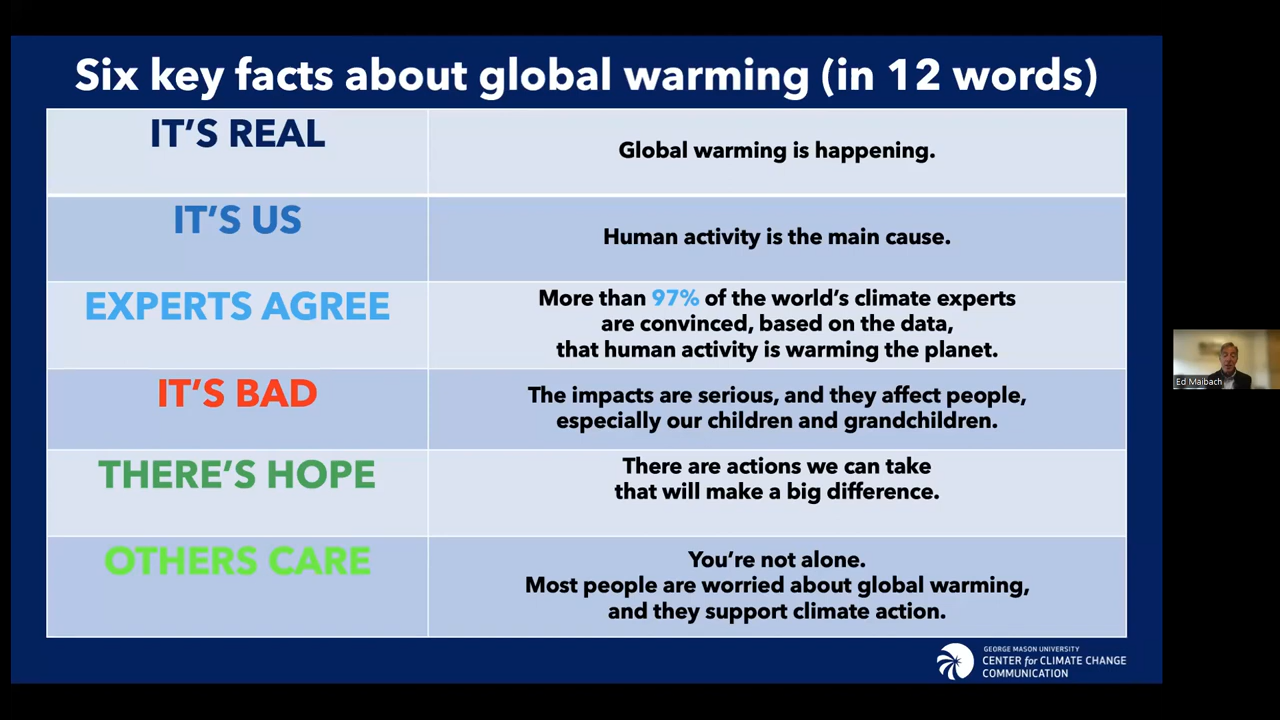 Six key facts about global warming (in 12 words)
IT'S REAL
Global warming is happening.
IT'S US
Human activity is the main cause.
EXPERTS AGREE
More than 97% of the world's climate experts
are convinced, based on the data,
that human activity is warming the planet.
IT'S BAD
The impacts are serious, and they affect people,
especially our children and grandchildren.
THERE'S HOPE
There are actions we can take
that will make a big difference.
OTHERS CARE
You're not alone.
Most people are worried about global warming,
and they support climate action.
GEORGE MASON UNIVERSITY
CENTER for CLIMATE CHANGE
COMMUNICATION
Ed Maibach